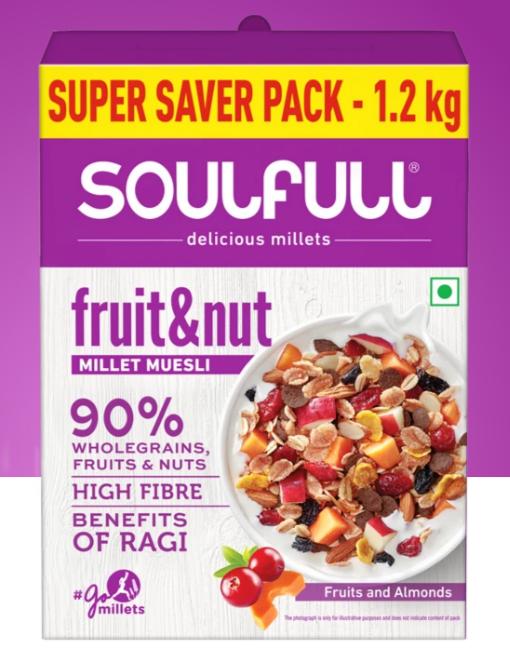 SUPER SAVER PACK - 1.2 kg
SOULFULL®
delicious millets
fruit&nut
MILLET MUESLI
90%
WHOLEGRAINS,
FRUITS & NUTS
HIGH FIBRE
BENEFITS
OF RAGI
#go
millets
Fruits and Almonds
The photograph is only for illustrative purposes and does not indicate content of pack